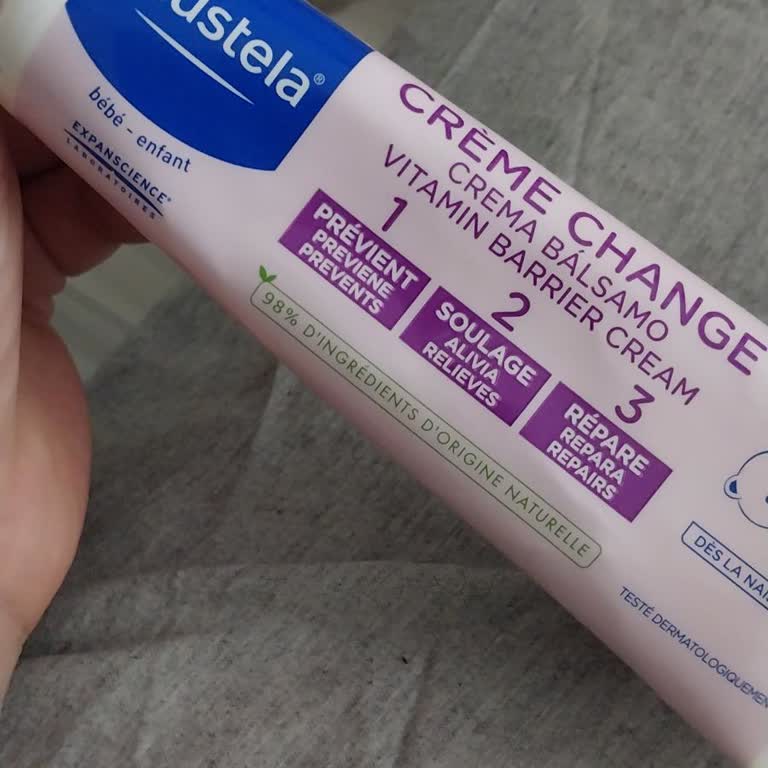 ustela®
bébé - enfant
EXPANSCIENCE®
LABORATOIRES
CRÈME CHANGE
CREMA BÁLSAMO
VITAMIN BARRIER CREAM
1
PRÉVIENT
PREVIENE
PREVENTS
2
SOULAGE
ALIVIA
RELIEVES
3
RÉPARE
REPARA
REPAIRS
98% D'INGRÉDIENTS D'ORIGINE NATURELLE
DÈS LA NAI
TESTÉ DERMATOLOGIQUEMEN